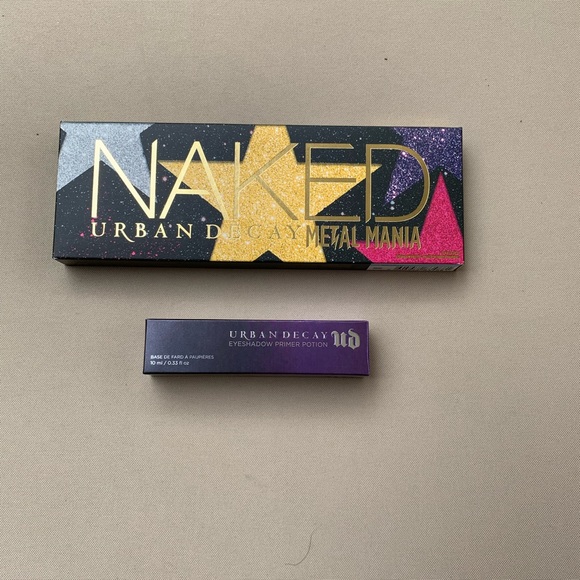 NAKED
URBAN DECAY METAL MANIA
URBAN DECAY
EYESHADOW PRIMER POTION
UD
BASE DE FARD À PAUPIÈRES
10 ml / 0.33 fl oz